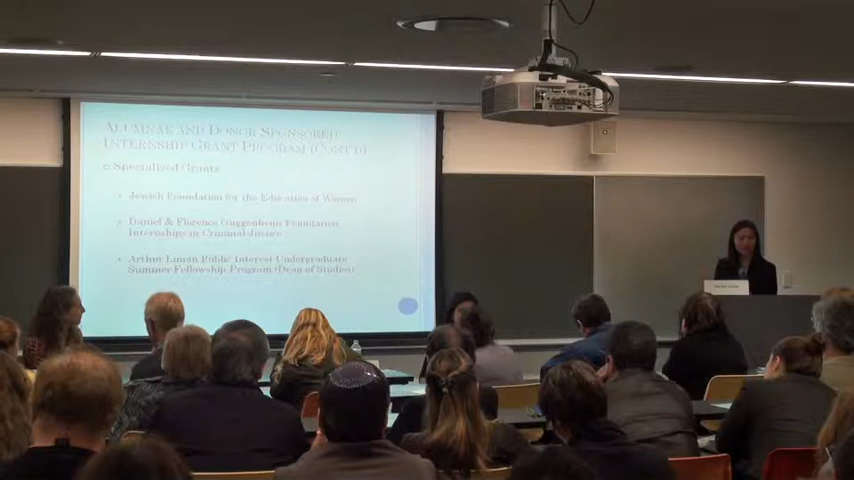 ALUMNAE AND DONOR SPONSORED
INTERNSHIP GRANT PROGRAM (CONT'D)
Specialized Grants
Jewish Foundation for the Education of Women
Daniel & Florence Guggenheim Foundation
Internships in Criminal Justice
Arthur Liman Public Interest Undergraduate
Summer Fellowship Program (Dean of Studies)